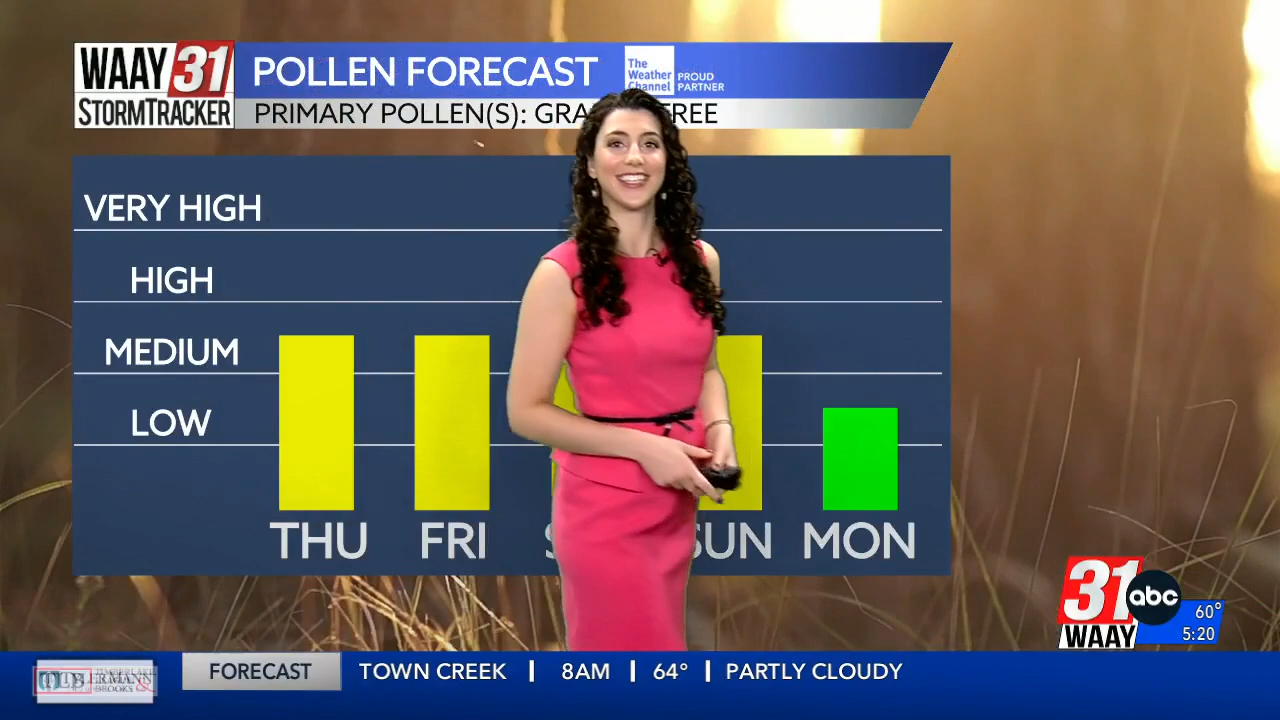 WAAY 31
STORMTRACKER
POLLEN FORECAST
The
Weather
Channel
PROUD
PARTNER
PRIMARY POLLEN(S): GRA REE
VERY HIGH
HIGH
MEDIUM
LOW
THU FRI SUN MON
31
abc
WAAY
60°
5:20
FORECAST
TOWN CREEK | 8AM | 64° | PARTLY CLOUDY